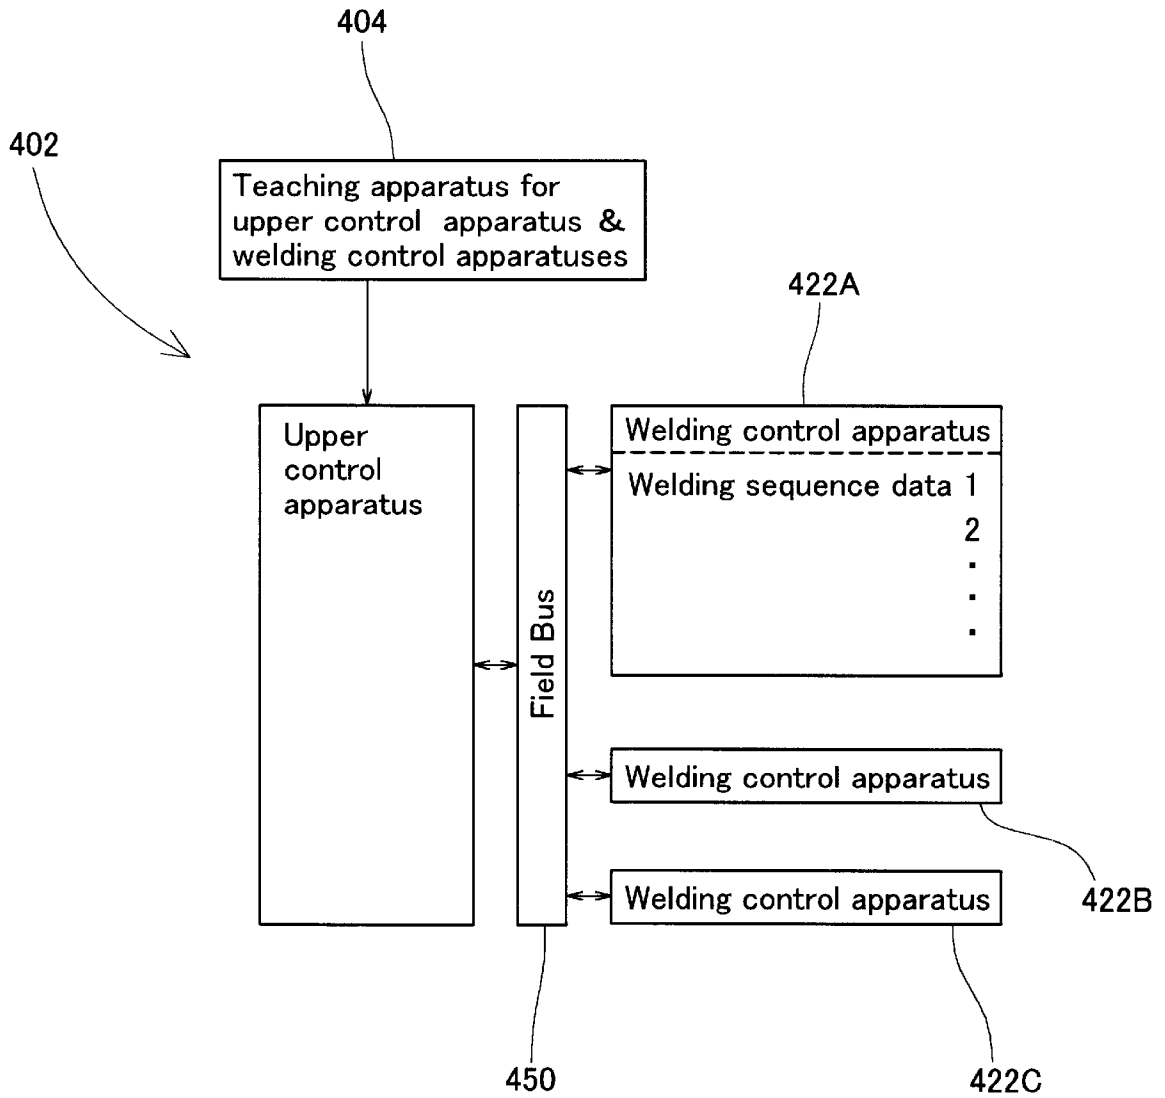 404
402
Teaching apparatus for
upper control apparatus &
welding control apparatuses
422A
Upper
control
apparatus
Field Bus
Welding control apparatus
Welding sequence data 1
2
.
.
.
Welding control apparatus
422B
Welding control apparatus
450
422C